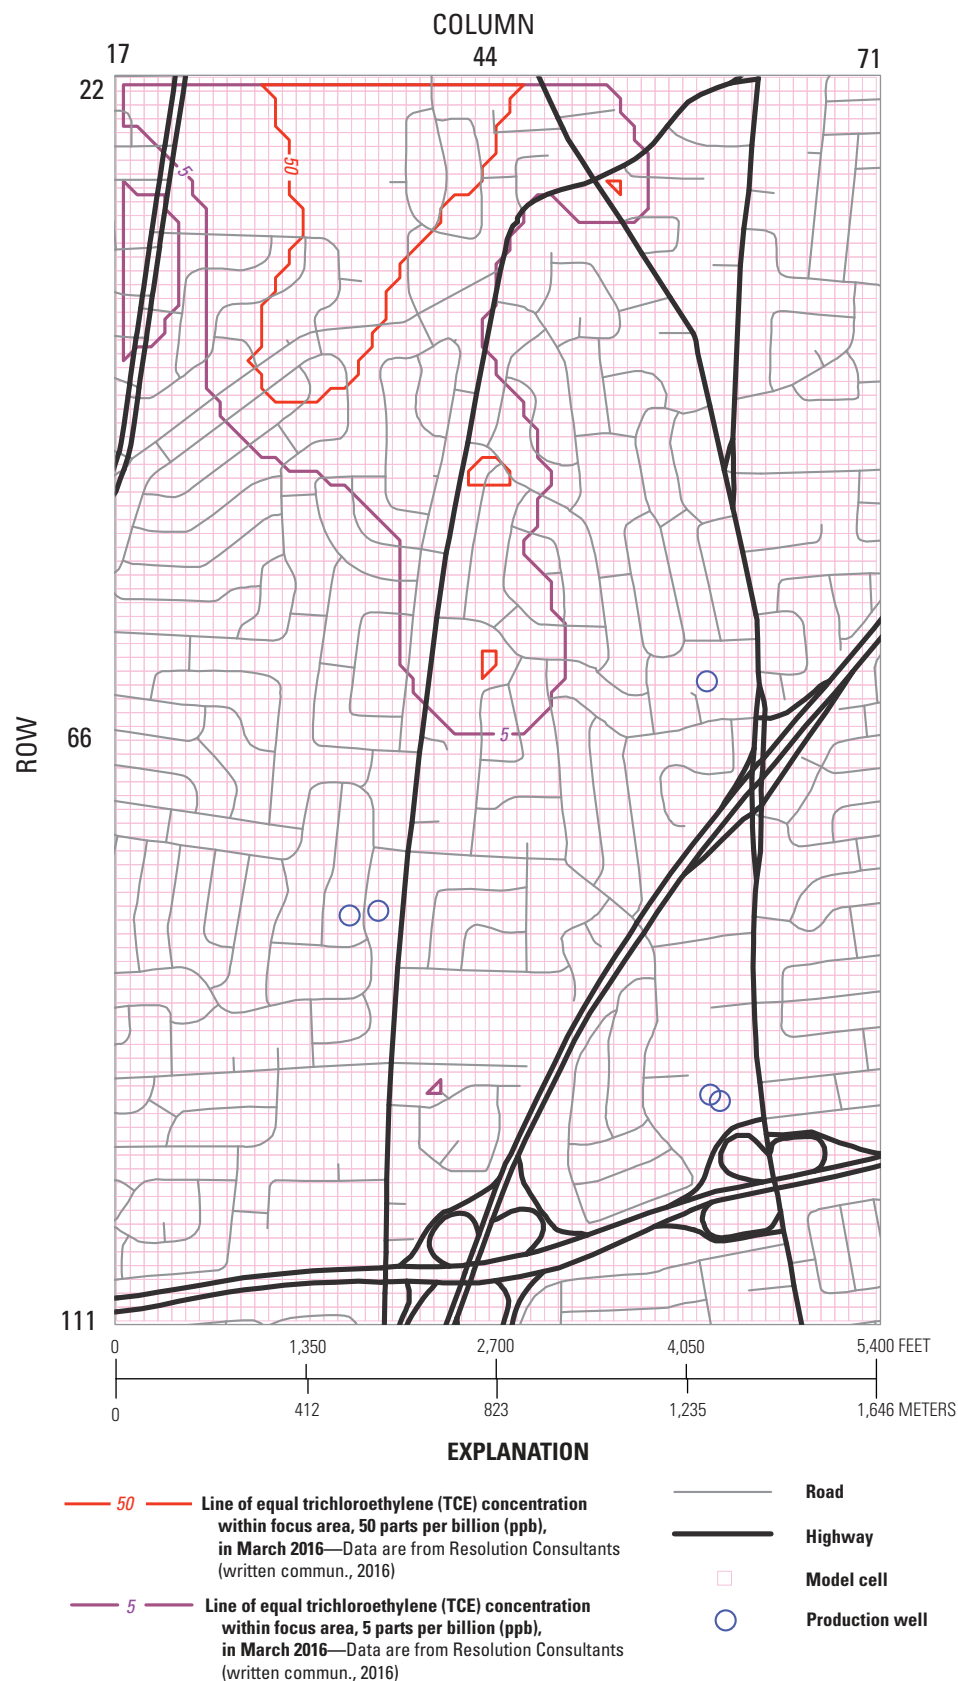 COLUMN
17 44 71
22
50
5
ROW
66
5
111
0 1,350 2,700 4,050 5,400 FEET
0 412 823 1,235 1,646 METERS
EXPLANATION
50 Line of equal trichloroethylene (TCE) concentration
within focus area, 50 parts per billion (ppb),
in March 2016—Data are from Resolution Consultants
(written commun., 2016)
5 Line of equal trichloroethylene (TCE) concentration
within focus area, 5 parts per billion (ppb),
in March 2016—Data are from Resolution Consultants
(written commun., 2016)
Road
Highway
Model cell
Production well